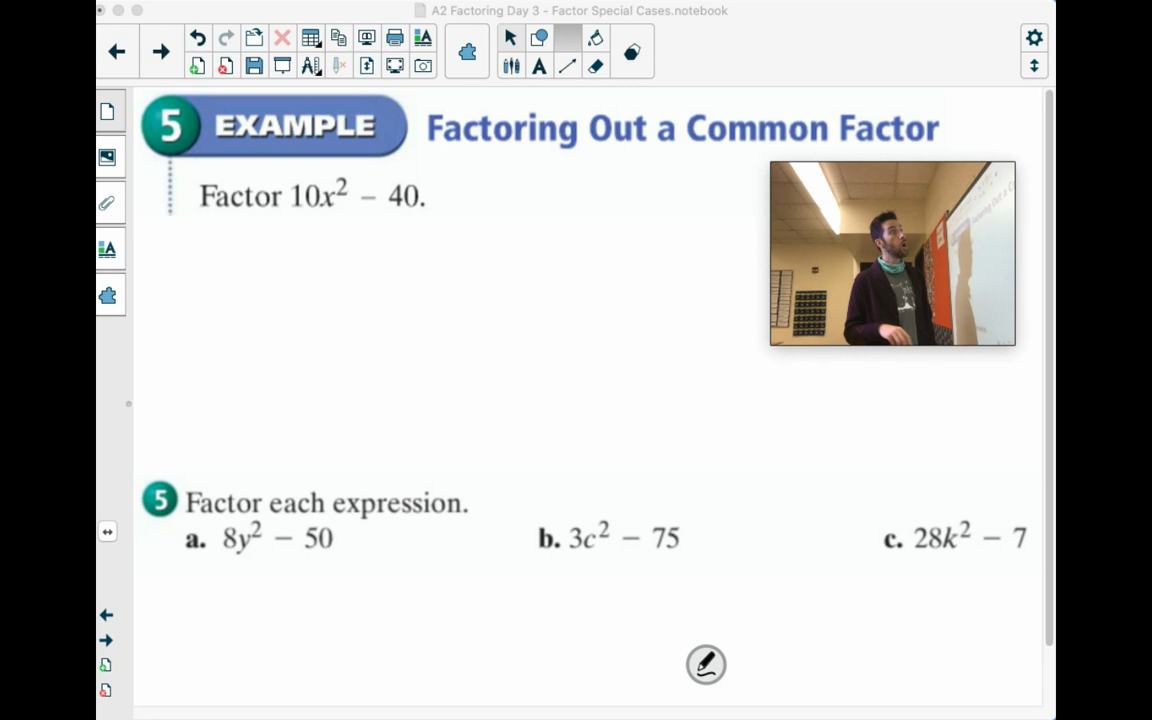 A2 Factoring Day 3 - Factor Special Cases.notebook
5 EXAMPLE Factoring Out a Common Factor
Factor 10x² – 40.
5 Factor each expression.
a. 8y² – 50 b. 3c² – 75 c. 28k² – 7